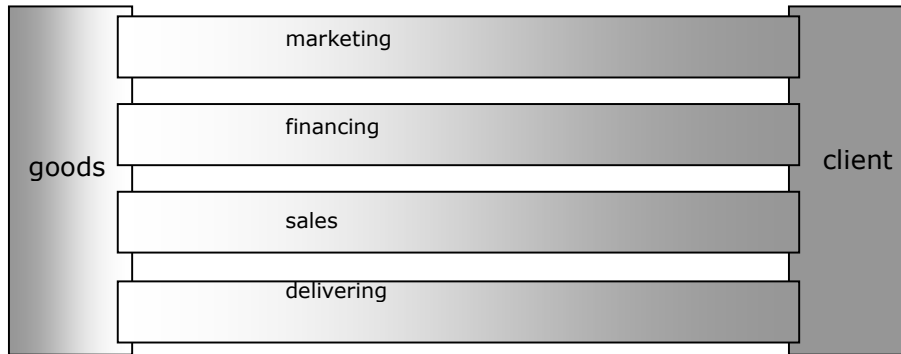 marketing
financing
goods
client
sales
delivering